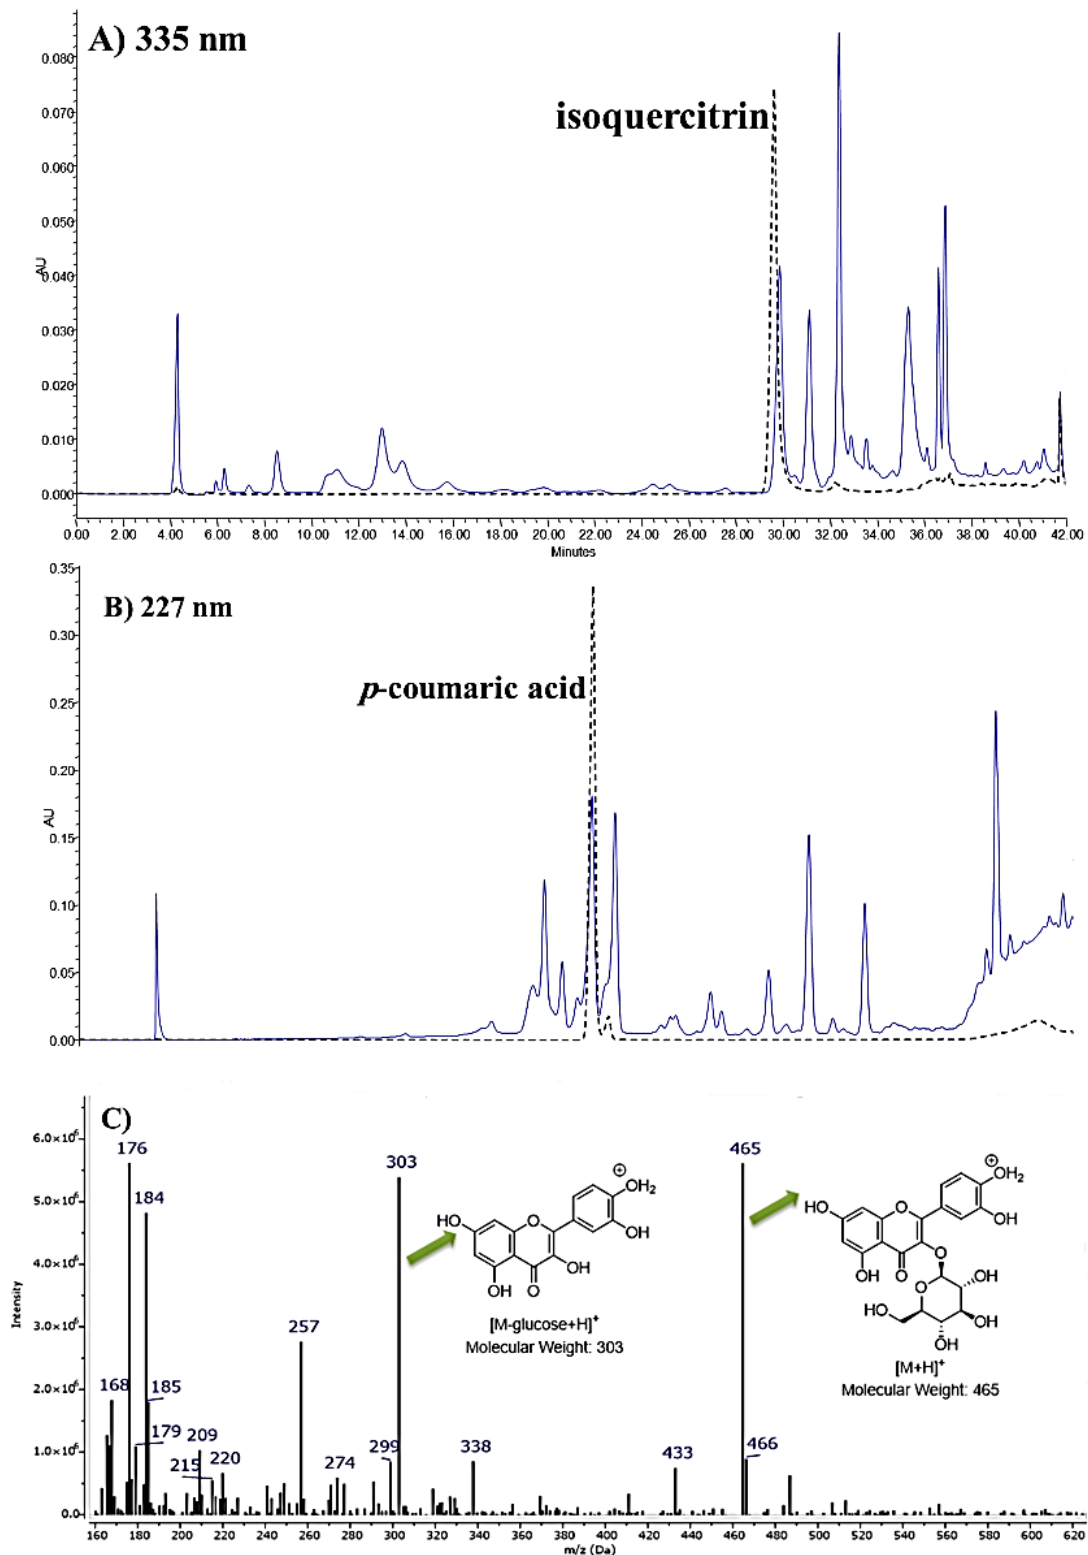 A) 335 nm
isoquercitrin
0.080
0.070
0.060
0.050
0.040
0.030
0.020
0.010
0.000
AU
0.00 2.00 4.00 6.00 8.00 10.00 12.00 14.00 16.00 18.00 20.00 22.00 24.00 26.00 28.00 30.00 32.00 34.00 36.00 38.00 40.00 42.00
Minutes
B) 227 nm
p-coumaric acid
0.35
0.30
0.25
0.20
0.15
0.10
0.05
0.00
AU
C)
6.0×10⁶
5.0×10⁶
4.0×10⁶
3.0×10⁶
2.0×10⁶
1.0×10⁶
0.0
Intensity
176
184
168
185
179
209
215
220
257
274
299
303
338
433
465
466
HO
O
OH₂
OH
OH
OH
O
[M-glucose+H]⁺
Molecular Weight: 303
HO
O
OH₂
OH
OH
O
O
O
OH
HO
OH
OH
[M+H]⁺
Molecular Weight: 465
160 180 200 220 240 260 280 300 320 340 360 380 400 420 440 460 480 500 520 540 560 580 600 620
m/z (Da)